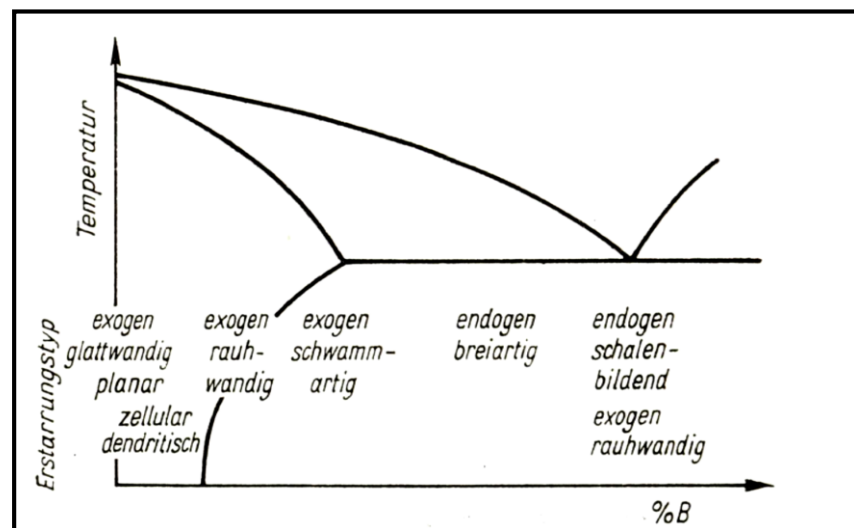 Temperatur
Erstarrungstyp
exogen
glattwandig
planar
zellular
dendritisch
exogen
rauh-
wandig
exogen
schwamm-
artig
endogen
breiartig
endogen
schalen-
bildend
exogen
rauhwandig
%B